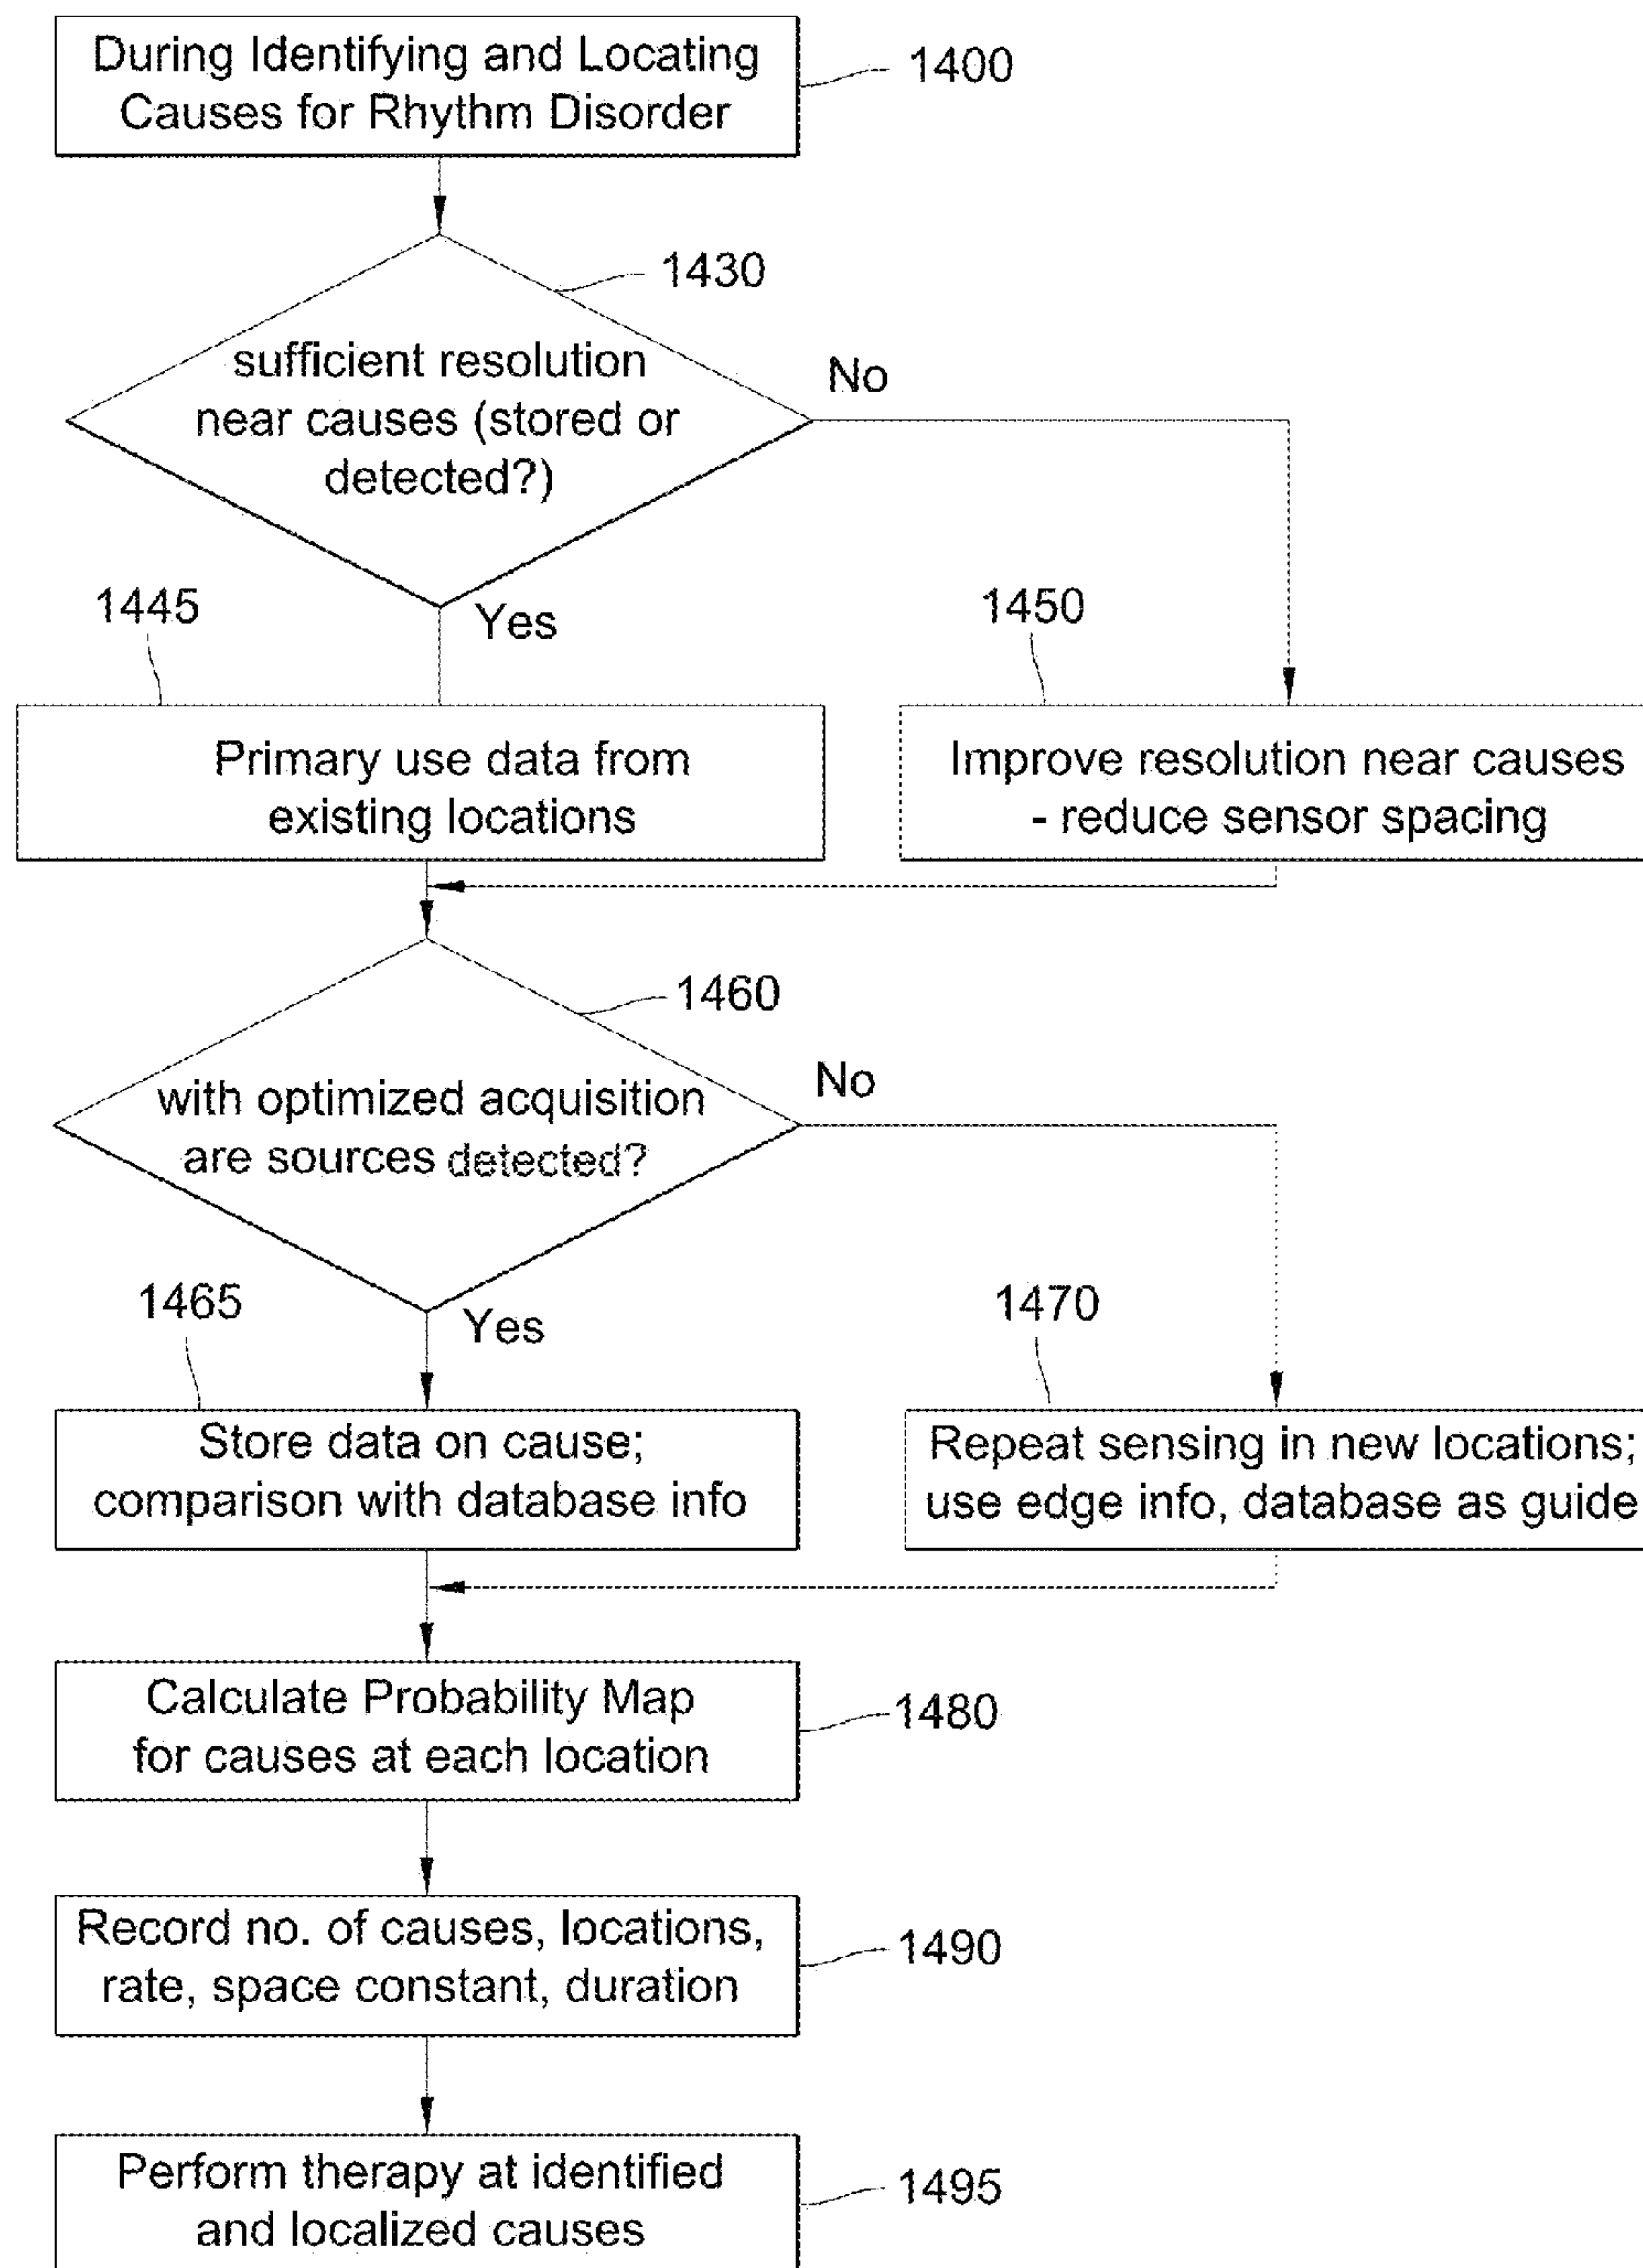 During Identifying and Locating
Causes for Rhythm Disorder
1400
1430
sufficient resolution
near causes (stored or
detected?)
No
Yes
1445
1450
Primary use data from
existing locations
Improve resolution near causes
- reduce sensor spacing
1460
with optimized acquisition
are sources detected?
No
Yes
1465
1470
Store data on cause;
comparison with database info
Repeat sensing in new locations;
use edge info, database as guide
Calculate Probability Map
for causes at each location
1480
Record no. of causes, locations,
rate, space constant, duration
1490
Perform therapy at identified
and localized causes
1495